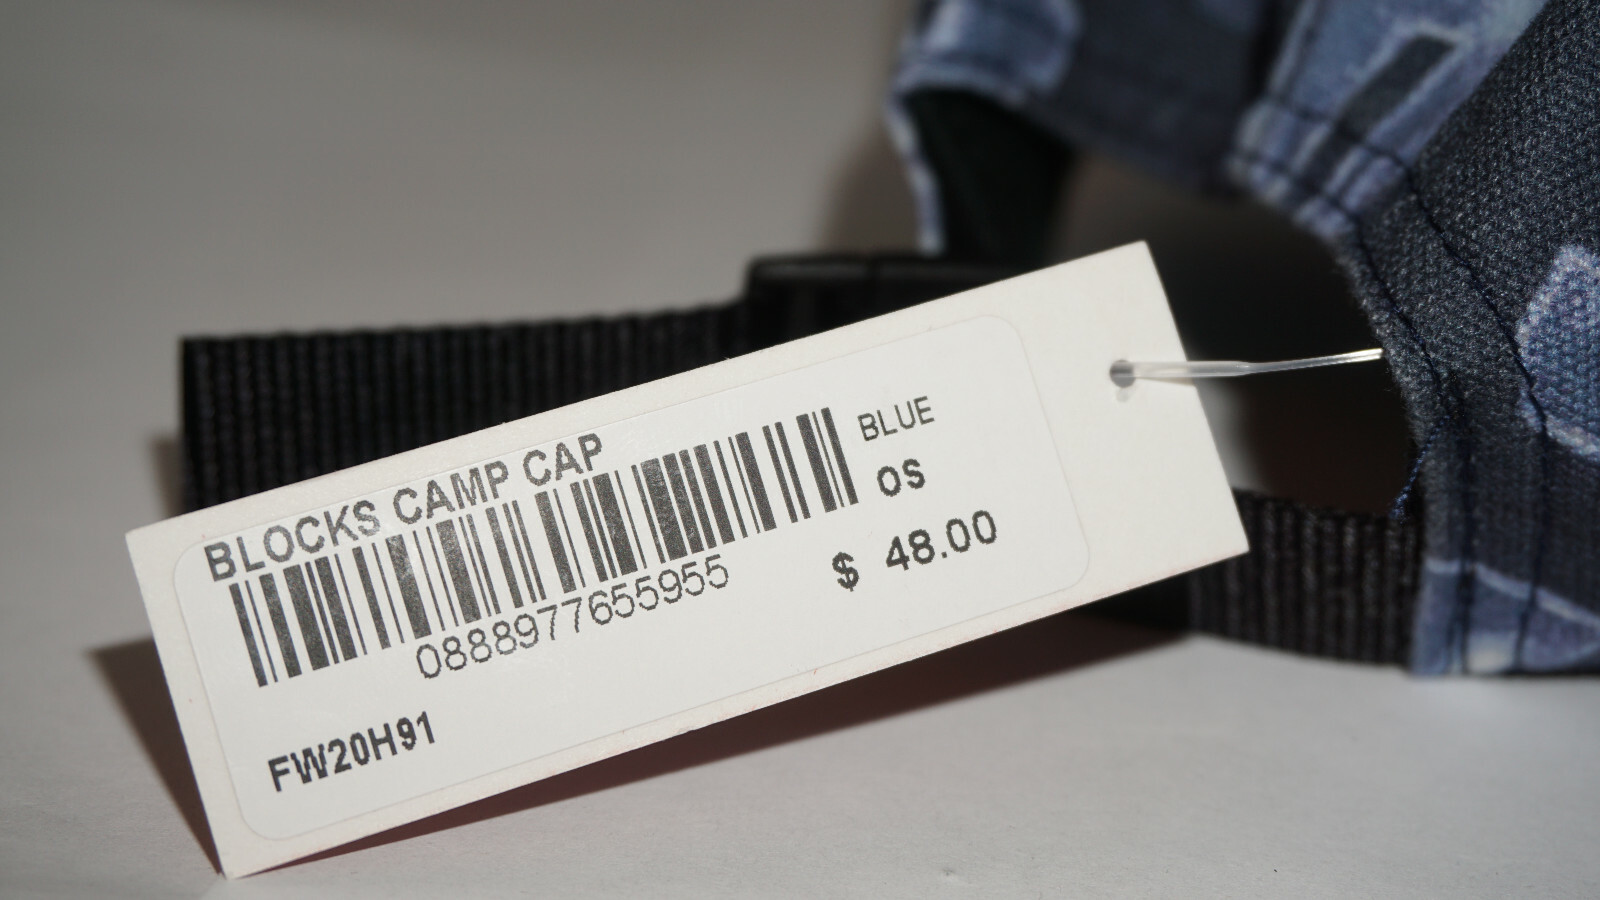 BLOCKS CAMP CAP
BLUE
OS
$ 48.00
0888977655955
FW20H91